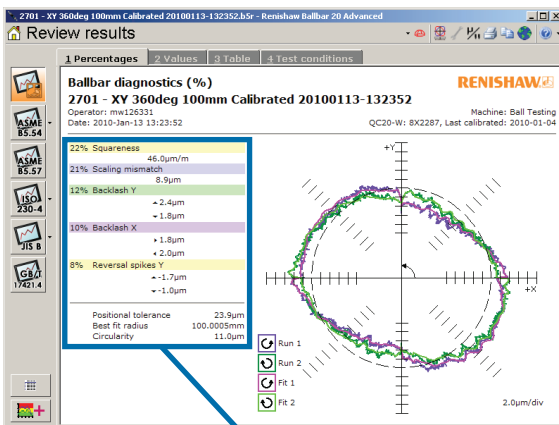 2701 - XY 360deg 100mm Calibrated 20100113-132352.b5r - Renishaw Ballbar 20 Advanced
Review results
1 Percentages 2 Values 3 Table 4 Test conditions
Ballbar diagnostics (%)
RENISHAW
2701 - XY 360deg 100mm Calibrated 20100113-132352
Operator: mw126331
Machine: Ball Testing
Date: 2010-Jan-13 13:23:52
QC20-W: 8X2287, Last calibrated: 2010-01-04
22% Squareness
46.0µm/m
21% Scaling mismatch
8.9µm
12% Backlash Y
2.4µm
1.8µm
10% Backlash X
1.8µm
2.0µm
8% Reversal spikes Y
-1.7µm
-1.0µm
Positional tolerance 23.9µm
Best fit radius 100.0005mm
Circularity 11.0µm
+Y
+X
Run 1
Run 2
Fit 1
Fit 2
2.0µm/div
ASME
B5.54
ASME
B5.57
ISO
230-4
JIS B
GB/T
17421.4